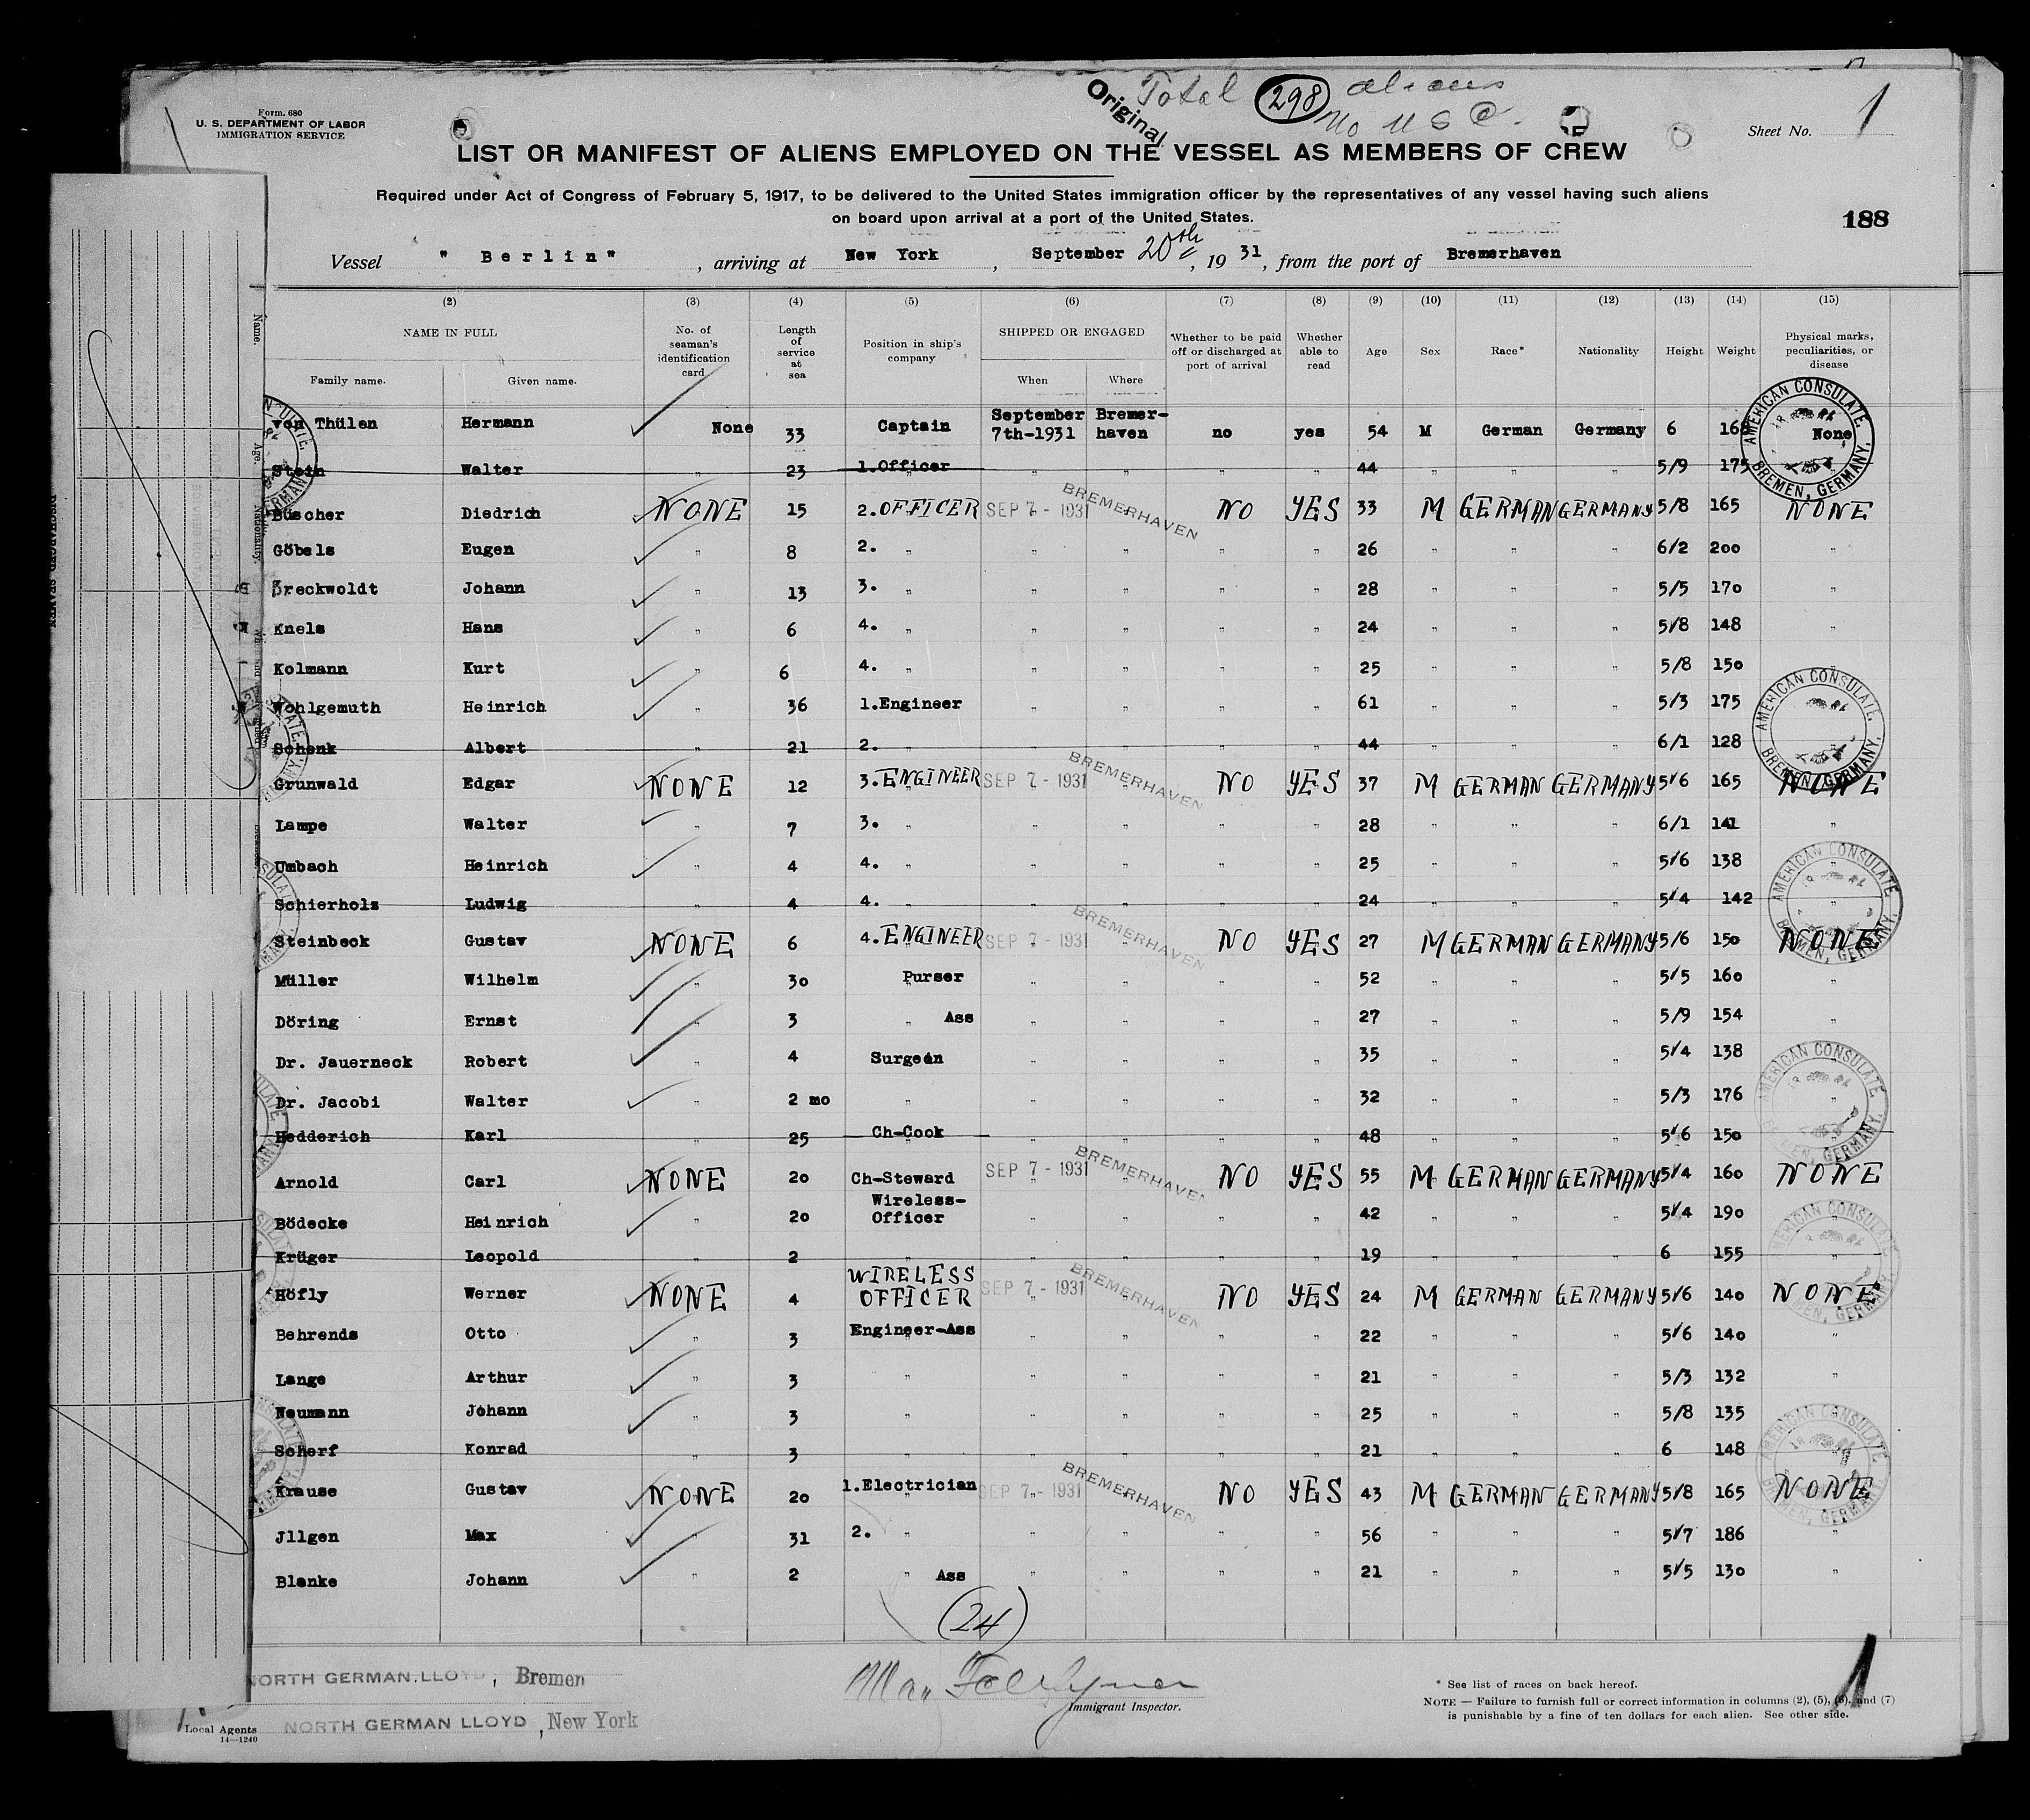 Form. 680
U. S. DEPARTMENT OF LABOR
IMMIGRATION SERVICE
Original
Total 298 aliens
No U S C.
Sheet No. 1
LIST OR MANIFEST OF ALIENS EMPLOYED ON THE VESSEL AS MEMBERS OF CREW
Required under Act of Congress of February 5, 1917, to be delivered to the United States immigration officer by the representatives of any vessel having such aliens
on board upon arrival at a port of the United States.
188
Vessel "Berlin", arriving at New York, September 20th, 1931, from the port of Bremerhaven
(2) (3) (4) (5) (6) (7) (8) (9) (10) (11) (12) (13) (14) (15)
NAME IN FULL
Family name. Given name.
No. of seaman's identification card
Length of service at sea
Position in ship's company
SHIPPED OR ENGAGED
When Where
*Whether to be paid off or discharged at port of arrival
Whether able to read
Age
Sex
Race*
Nationality
Height
Weight
Physical marks, peculiarities, or disease
von Thülen Hermann None 33 Captain September 7th-1931 Bremer-haven no yes 54 M German Germany 6 168 None
Stein Walter " 23 1.Officer " " " " 44 " " " 5/9 175 "
Büscher Diedrich NONE 15 2.OFFICER SEP 7 - 1931 BREMERHAVEN NO YES 33 M GERMAN GERMANY 5/8 165 NONE
Göbels Eugen " 8 2. " " " " " 26 " " " 6/2 200 "
Breckwoldt Johann " 13 3. " " " " " 28 " " " 5/5 170 "
Knels Hans " 6 4. " " " " " 24 " " " 5/8 148 "
Kolmann Kurt " 6 4. " " " " " 25 " " " 5/8 150 "
Wohlgemuth Heinrich " 36 1.Engineer " " " " 61 " " " 5/3 175 "
Schenk Albert " 21 2. " " " " " 44 " " " 6/1 128 "
Grunwald Edgar NONE 12 3.ENGINEER SEP 7 - 1931 BREMERHAVEN NO YES 37 M GERMAN GERMANY 5/6 165 NONE
Lampe Walter " 7 3. " " " " " 28 " " " 6/1 141 "
Umbach Heinrich " 4 4. " " " " " 25 " " " 5/6 138 "
Schierholz Ludwig " 4 4. " " " " " 24 " " " 5/4 142 "
Steinbeck Gustav NONE 6 4.ENGINEER SEP 7 - 1931 BREMERHAVEN NO YES 27 M GERMAN GERMANY 5/6 150 NONE
Müller Wilhelm " 30 Purser " " " " 52 " " " 5/5 160 "
Döring Ernst " 3 " Ass " " " " 27 " " " 5/9 154 "
Dr. Jauerneck Robert " 4 Surgeon " " " " 35 " " " 5/4 138 "
Dr. Jacobi Walter " 2 mo " " " " " 32 " " " 5/3 176 "
Hedderich Karl " 25 Ch-Cook " " " " 48 " " " 5/6 150 "
Arnold Carl NONE 20 Ch-Steward SEP 7 - 1931 BREMERHAVEN NO YES 55 M GERMAN GERMANY 5/4 160 NONE
Bödecke Heinrich " 20 Wireless-Officer " " " " 42 " " " 5/4 190 "
Krüger Leopold " 2 " " " " " 19 " " " 6 155 "
Höfly Werner NONE 4 WIRELESS OFFICER SEP 7 - 1931 BREMERHAVEN NO YES 24 M GERMAN GERMANY 5/6 140 NONE
Behrends Otto " 3 Engineer-Ass " " " " 22 " " " 5/6 140 "
Lange Arthur " 3 " " " " " 21 " " " 5/3 132 "
Neumann Johann " 3 " " " " " 25 " " " 5/8 135 "
Scherf Konrad " 3 " " " " " 21 " " " 6 148 "
Krause Gustav NONE 20 1.Electrician SEP 7 - 1931 BREMERHAVEN NO YES 43 M GERMAN GERMANY 5/8 165 NONE
Jllgen Max " 31 2. " " " " " 56 " " " 5/7 186 "
Blanke Johann " 2 " Ass " " " " 21 " " " 5/5 130 "
AMERICAN CONSULATE, BREMEN, GERMANY.
(24)
NORTH GERMAN LLOYD, Bremen
Immigrant Inspector.
Local Agents NORTH GERMAN LLOYD, New York
14—1240
* See list of races on back hereof.
NOTE — Failure to furnish full or correct information in columns (2), (5), (6), and (7)
is punishable by a fine of ten dollars for each alien. See other side.
1